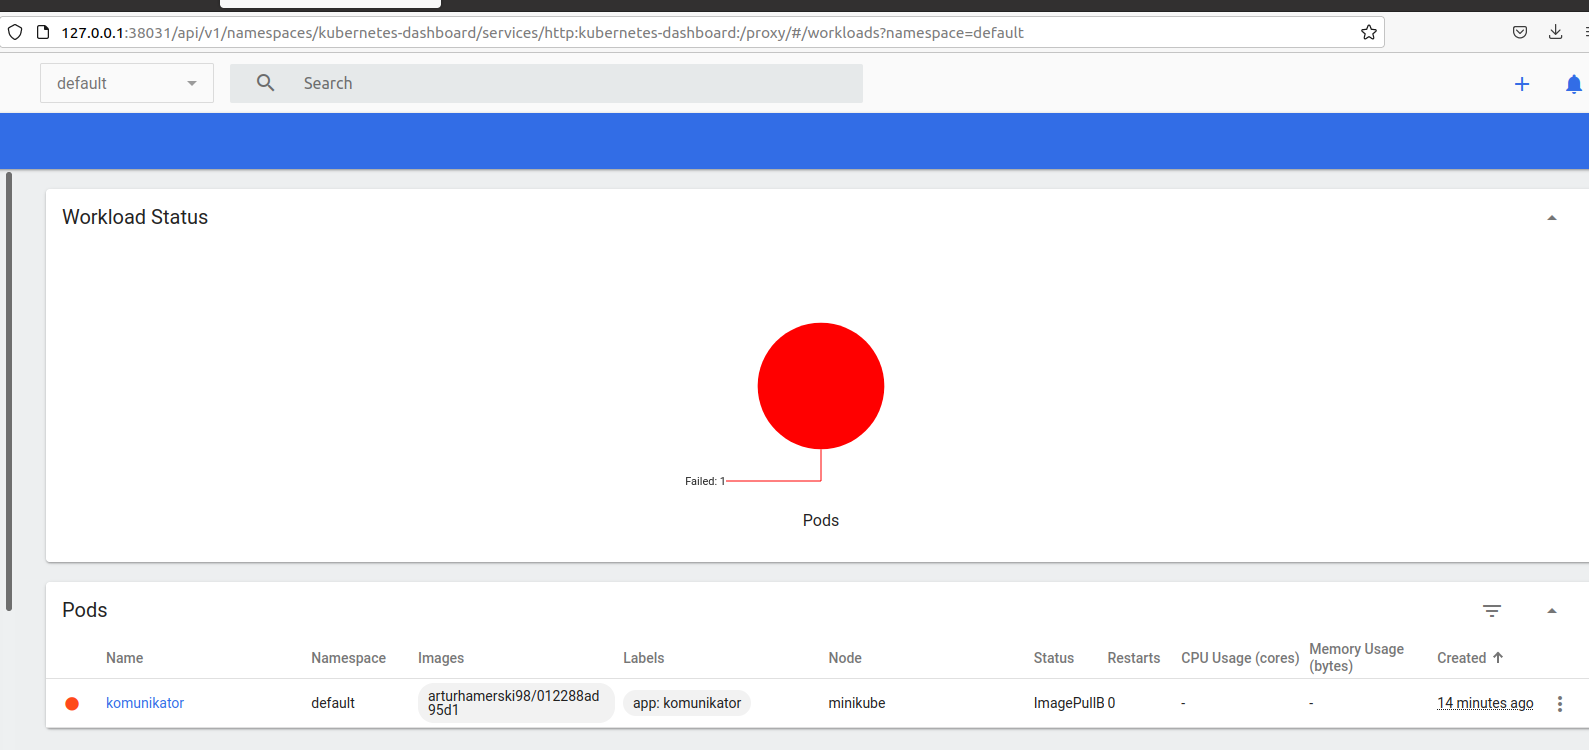 127.0.0.1:38031/api/v1/namespaces/kubernetes-dashboard/services/http:kubernetes-dashboard:/proxy/#/workloads?namespace=default
default
Search
Workload Status
Failed: 1
Pods
Pods
Name Namespace Images Labels Node Status Restarts CPU Usage (cores) Memory Usage (bytes) Created
komunikator default arturhamerski98/012288ad95d1 app: komunikator minikube ImagePullB 0 - - 14 minutes ago